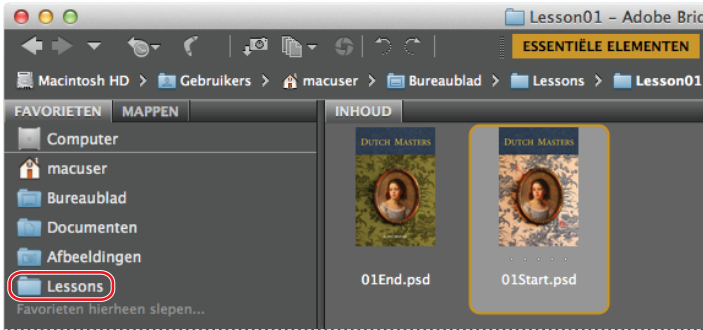 Lesson01 – Adobe Brid
ESSENTIËLE ELEMENTEN
Macintosh HD > Gebruikers > macuser > Bureaublad > Lessons > Lesson01
FAVORIETEN MAPPEN
INHOUD
Computer
macuser
Bureaublad
Documenten
Afbeeldingen
Lessons
Favorieten hierheen slepen...
DUTCH MASTERS
DUTCH MASTERS
01End.psd
01Start.psd